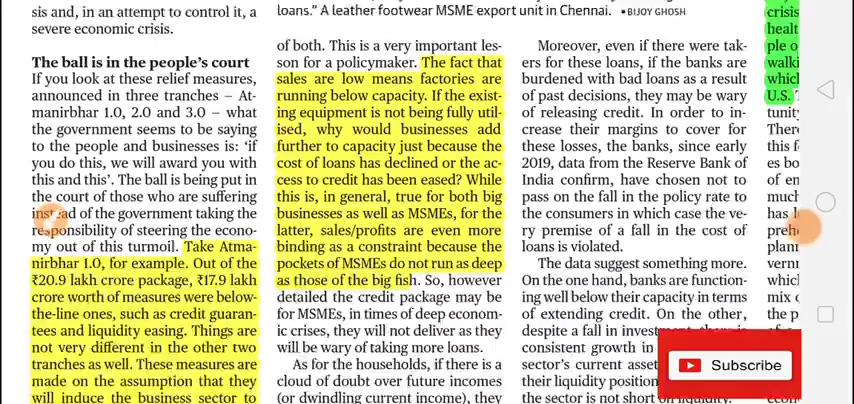 sis and, in an attempt to control it, a
severe economic crisis.
The ball is in the people's court
If you look at these relief measures,
announced in three tranches – At-
manirbhar 1.0, 2.0 and 3.0 – what
the government seems to be saying
to the people and businesses is: 'if
you do this, we will award you with
this and this'. The ball is being put in
the court of those who are suffering
instead of the government taking the
responsibility of steering the econo-
my out of this turmoil. Take Atma-
nirbhar 1.0, for example. Out of the
₹20.9 lakh crore package, ₹17.9 lakh
crore worth of measures were below-
the-line ones, such as credit guaran-
tees and liquidity easing. Things are
not very different in the other two
tranches as well. These measures are
made on the assumption that they
will induce the business sector to
loans." A leather footwear MSME export unit in Chennai. •BIJOY GHOSH
of both. This is a very important les-
son for a policymaker. The fact that
sales are low means factories are
running below capacity. If the exist-
ing equipment is not being fully util-
ised, why would businesses add
further to capacity just because the
cost of loans has declined or the ac-
cess to credit has been eased? While
this is, in general, true for both big
businesses as well as MSMEs, for the
latter, sales/profits are even more
binding as a constraint because the
pockets of MSMEs do not run as deep
as those of the big fish. So, however
detailed the credit package may be
for MSMEs, in times of deep econom-
ic crises, they will not deliver as they
will be wary of taking more loans.
As for the households, if there is a
cloud of doubt over future incomes
(or dwindling current income), they
Moreover, even if there were tak-
ers for these loans, if the banks are
burdened with bad loans as a result
of past decisions, they may be wary
of releasing credit. In order to in-
crease their margins to cover for
these losses, the banks, since early
2019, data from the Reserve Bank of
India confirm, have chosen not to
pass on the fall in the policy rate to
the consumers in which case the ve-
ry premise of a fall in the cost of
loans is violated.
The data suggest something more.
On the one hand, banks are function-
ing well below their capacity in terms
of extending credit. On the other,
despite a fall in
consistent growth in
sector's current
their liquidity
the sector is not short
crisis
healt
ple o
walki
which
U.S.
tunity
There
this f
es bo
of en
much
has
plan
which
mix
the p
Subscribe